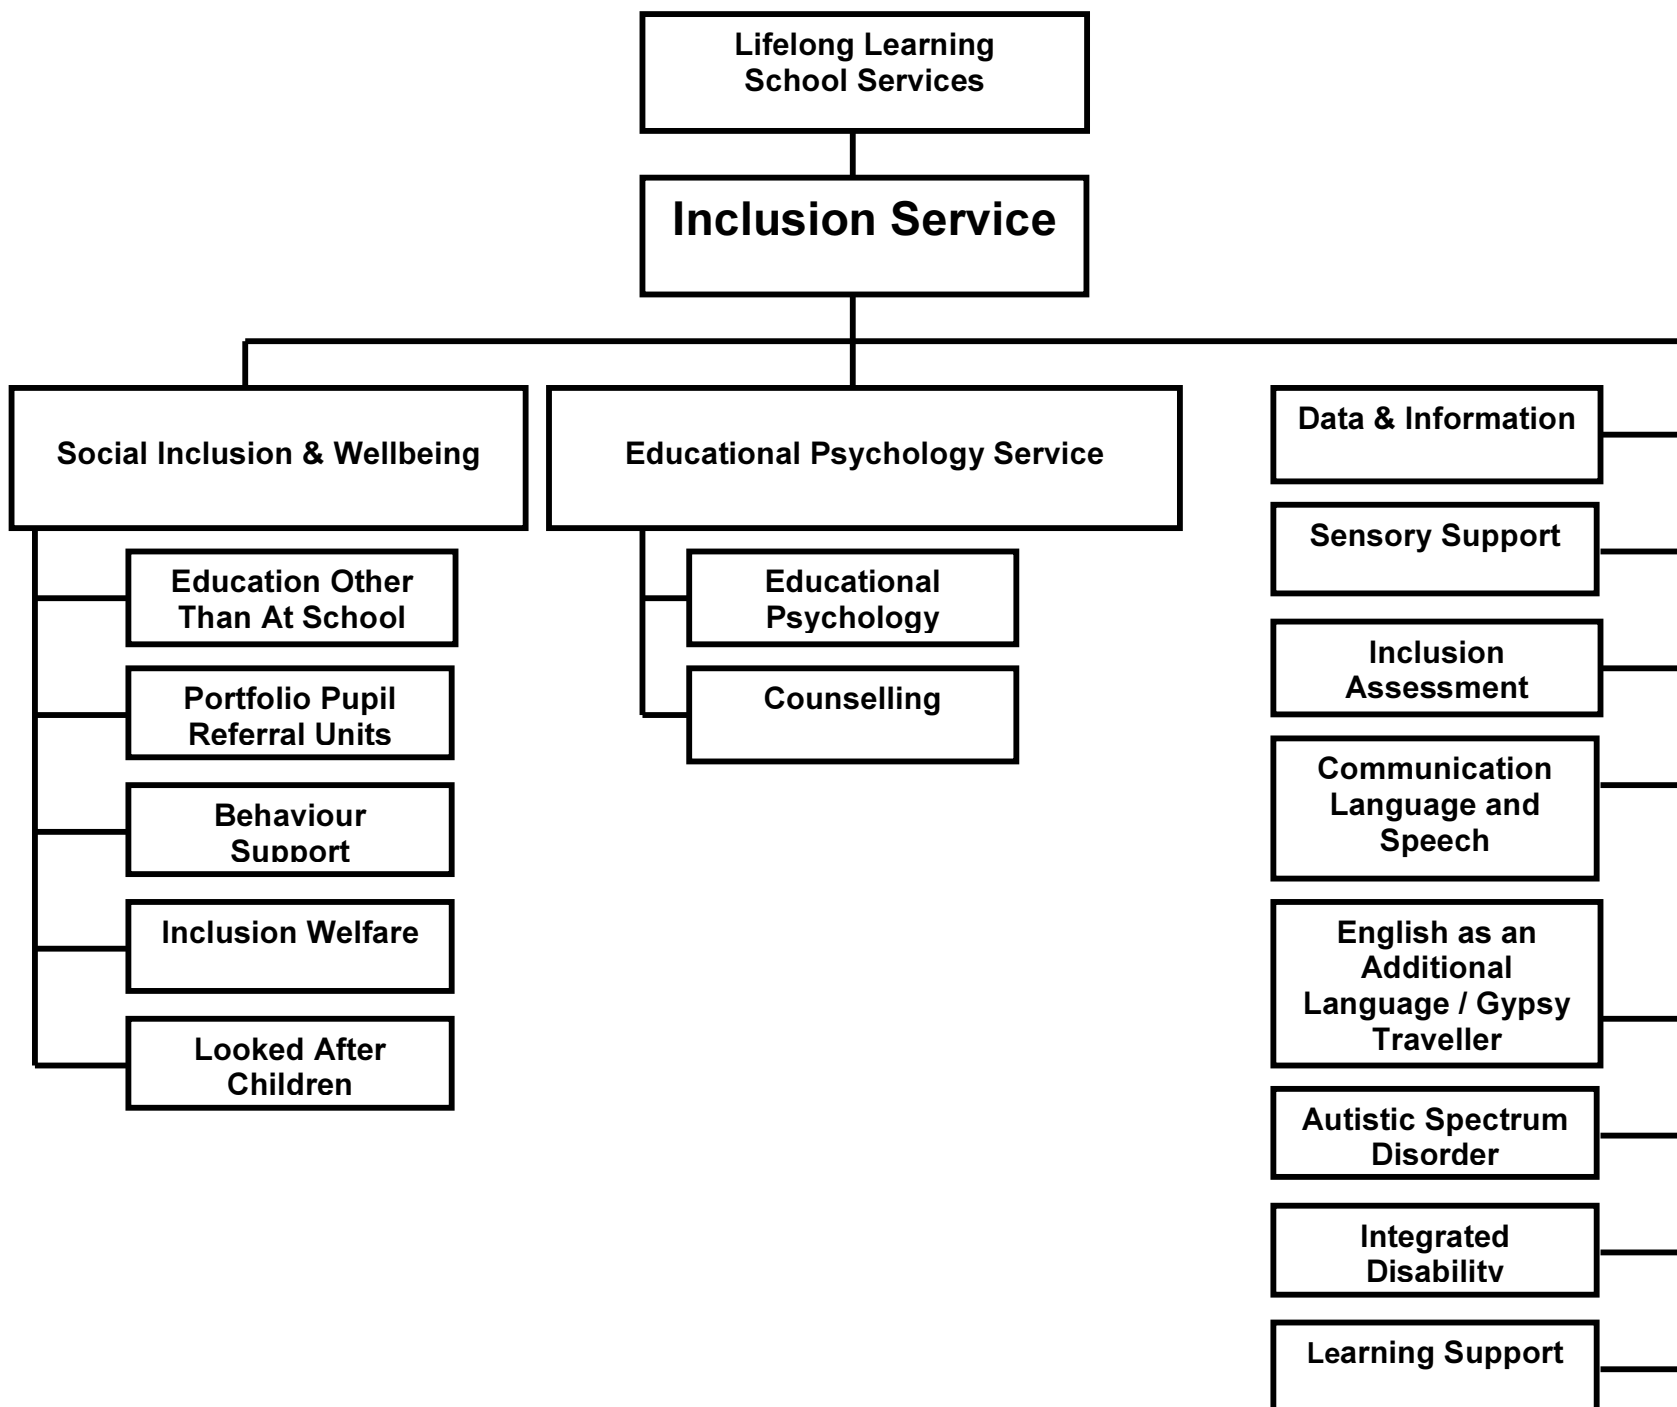 Lifelong Learning
School Services
Inclusion Service
Social Inclusion & Wellbeing
Education Other
Than At School
Portfolio Pupil
Referral Units
Behaviour
Support
Inclusion Welfare
Looked After
Children
Educational Psychology Service
Educational
Psychology
Counselling
Data & Information
Sensory Support
Inclusion
Assessment
Communication
Language and
Speech
English as an
Additional
Language / Gypsy
Traveller
Autistic Spectrum
Disorder
Integrated
Disability
Learning Support